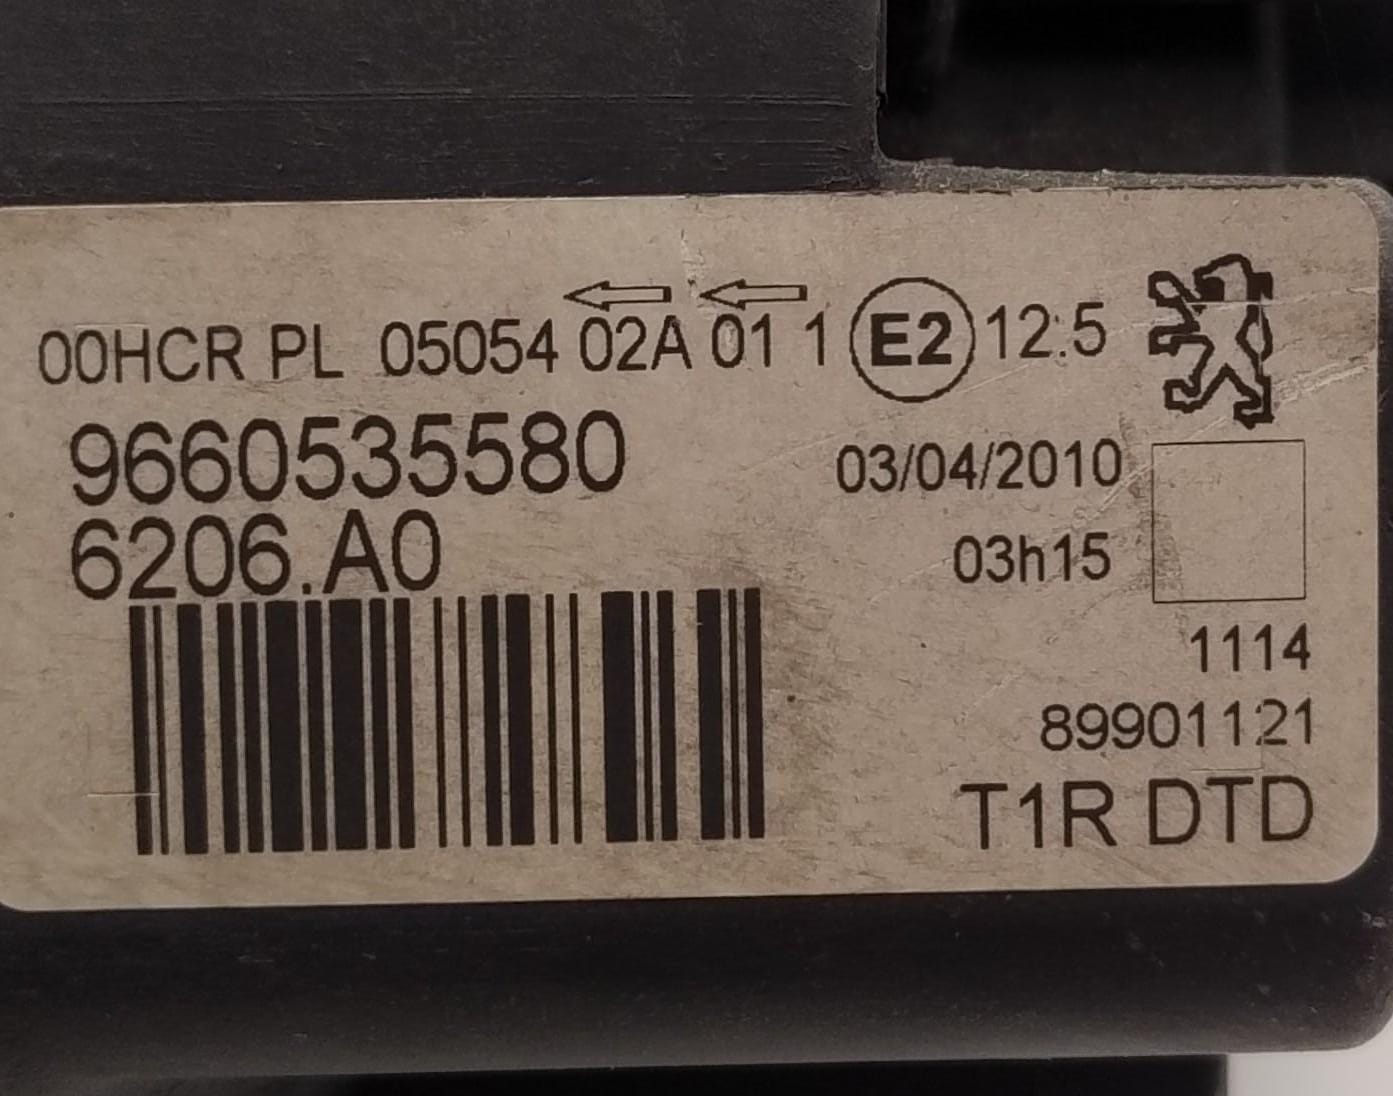 00HCR PL 05054 02A 01 1 E2 12:5
9660535580
03/04/2010
6206.A0
03h15
1114
89901121
T1R DTD